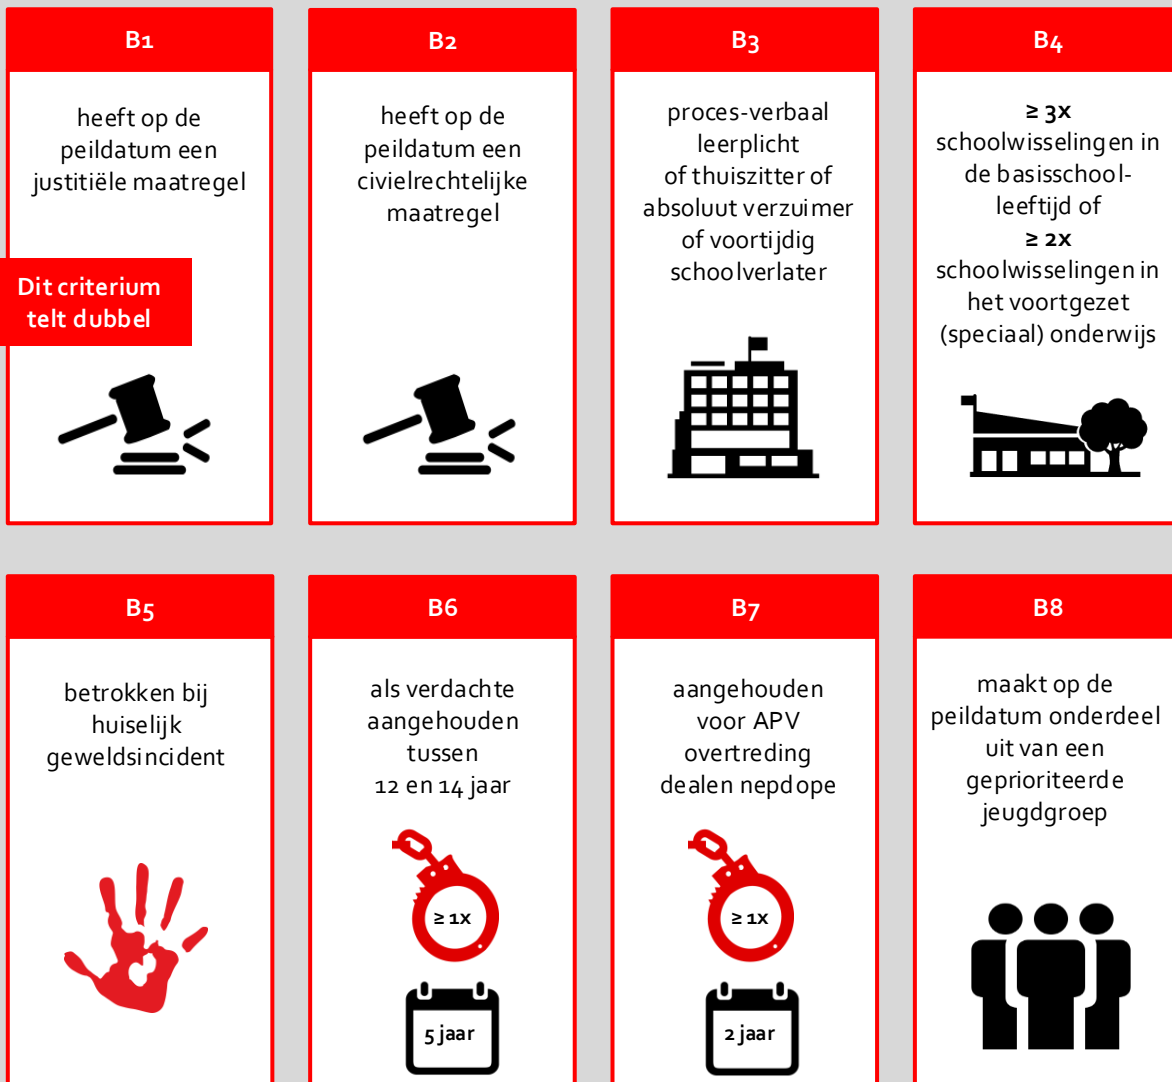 B1
heeft op de
peildatum een
justitiële maatregel
Dit criterium
telt dubbel
B2
heeft op de
peildatum een
civielrechtelijke
maatregel
B3
proces-verbaal
leerplicht
of thuiszitter of
absoluut verzuimer
of voortijdig
schoolverlater
B4
≥ 3x
schoolwisselingen in
de basisschool-
leeftijd of
≥ 2x
schoolwisselingen in
het voortgezet
(speciaal) onderwijs
B5
betrokken bij
huiselijk
geweldsincident
B6
als verdachte
aangehouden
tussen
12 en 14 jaar
≥ 1x
5 jaar
B7
aangehouden
voor APV
overtreding
dealen nepdope
≥ 1x
2 jaar
B8
maakt op de
peildatum onderdeel
uit van een
geprioriteerde
jeugdgroep